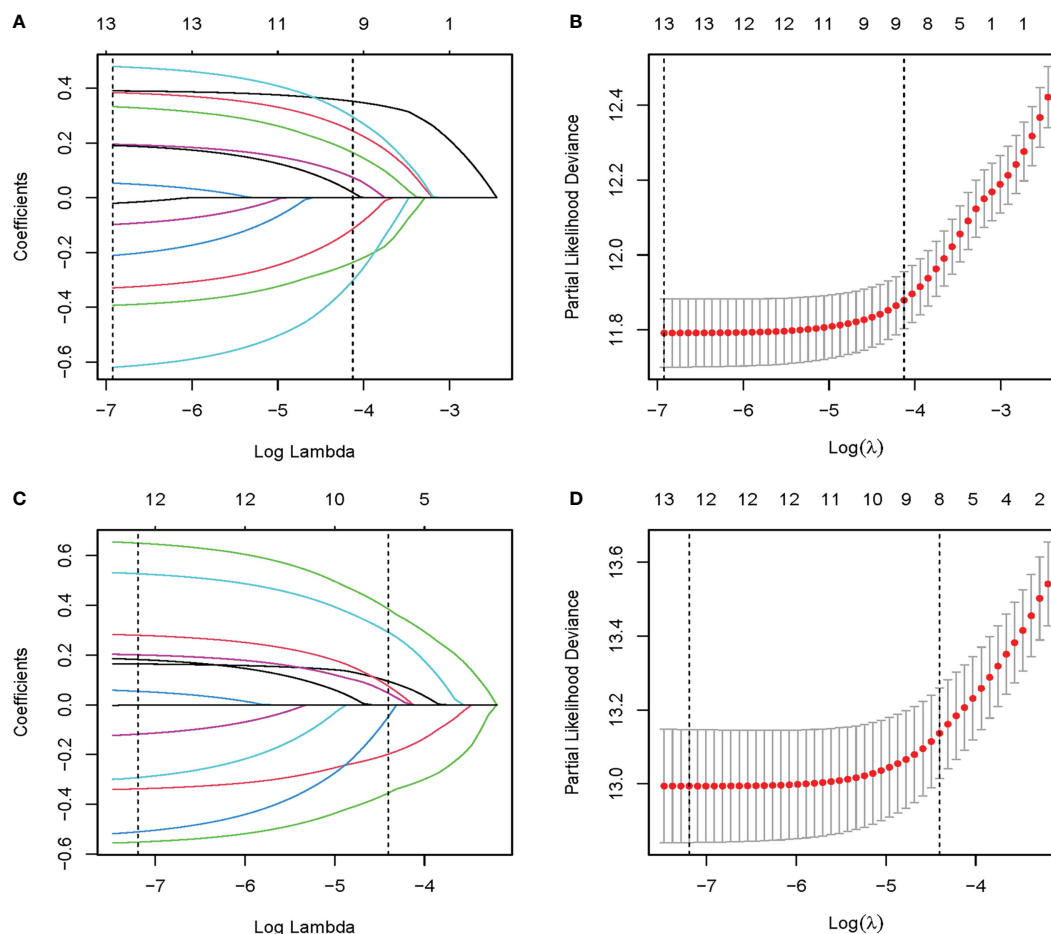 A
13 13 11 9 1
Coefficients
0.4
0.2
0.0
−0.2
−0.4
−0.6
−7 −6 −5 −4 −3
Log Lambda
B
13 13 12 12 11 9 9 8 5 1 1
Partial Likelihood Deviance
12.4
12.2
12.0
11.8
−7 −6 −5 −4 −3
Log(λ)
C
12 12 10 8 5
Coefficients
0.6
0.4
0.2
0.0
−0.2
−0.4
−0.6
−7 −6 −5 −4
Log Lambda
D
13 12 12 12 11 10 9 8 5 4 2
Partial Likelihood Deviance
13.6
13.4
13.2
13.0
−7 −6 −5 −4
Log(λ)